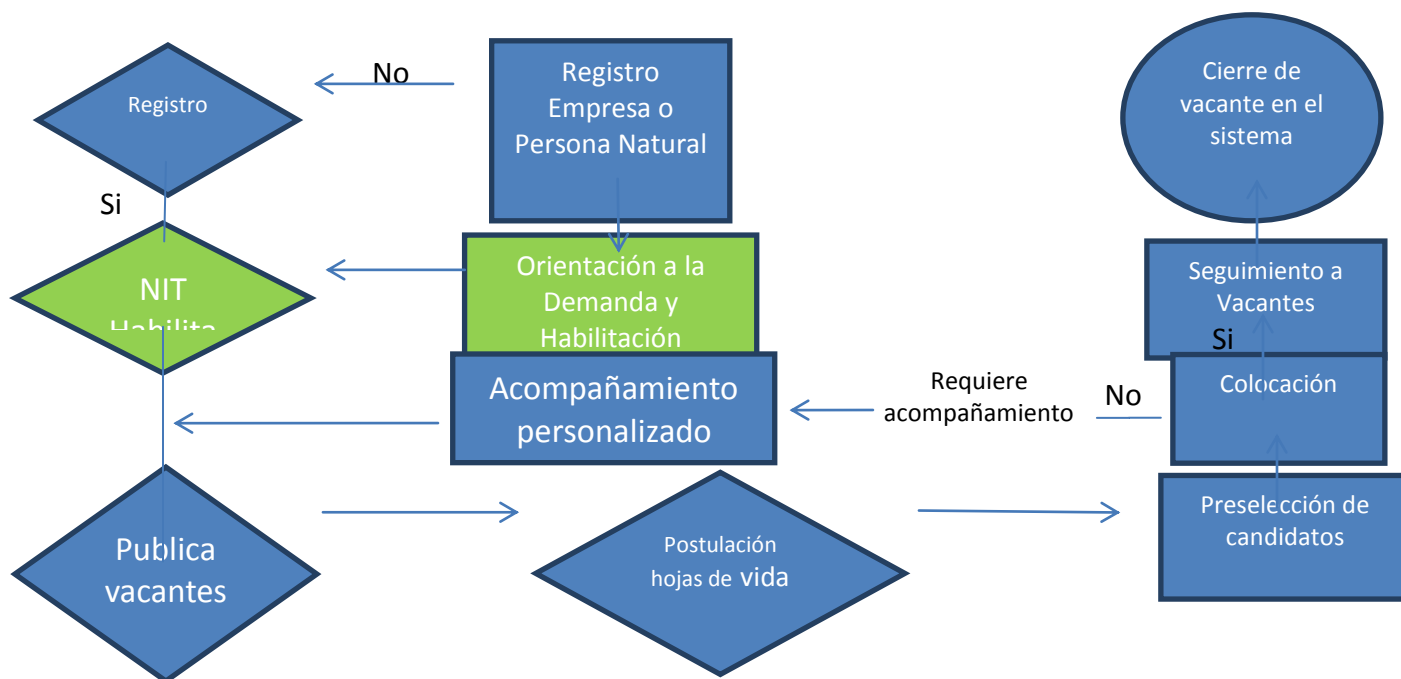 Registro
No
Registro
Empresa o
Persona Natural
Cierre de
vacante en el
sistema
Si
NIT
Habilita
Orientación a la
Demanda y
Habilitación
Seguimiento a
Vacantes
Si
Acompañamiento
personalizado
Requiere
acompañamiento
No
Colocación
Publica
vacantes
Postulación
hojas de vida
Preselección de
candidatos